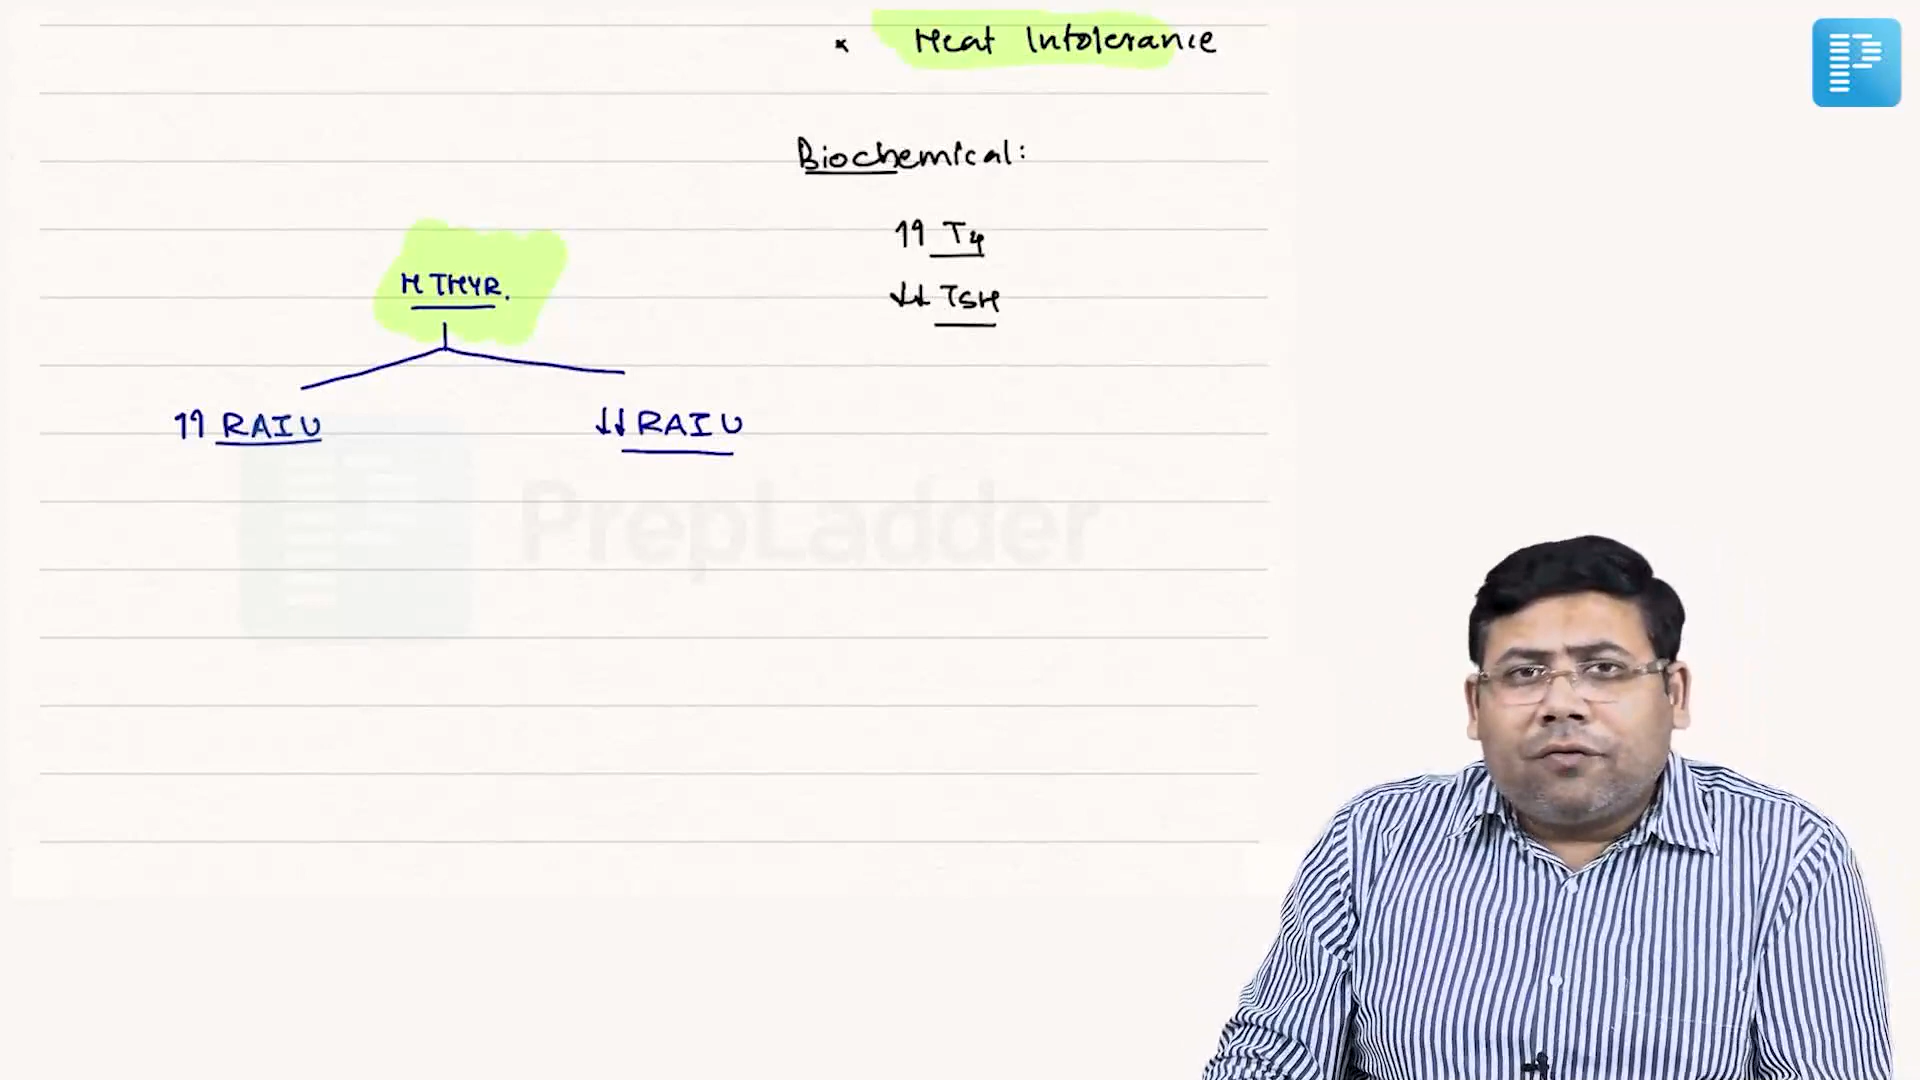 * Heat Intolerance
Biochemical:
↑↑ T4
↓↓ TSH
H THYR.
↑↑ RAIU
↓↓ RAIU
PrepLadder